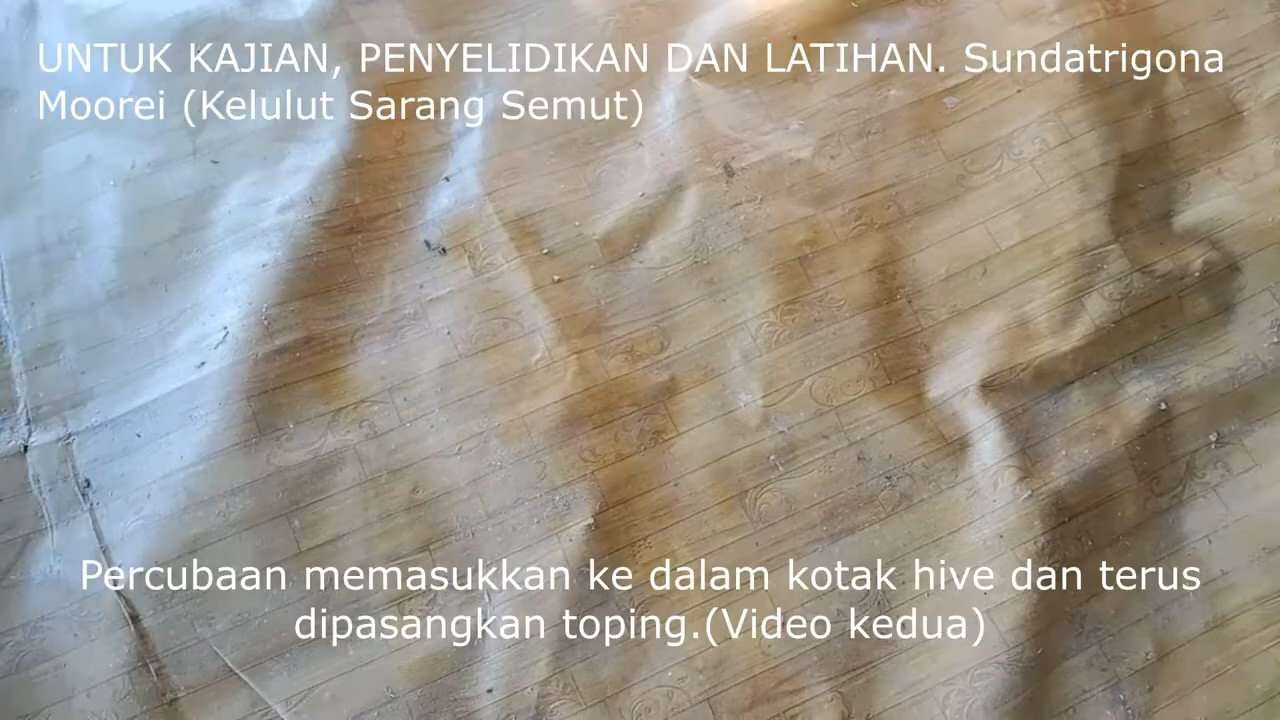 UNTUK KAJIAN, PENYELIDIKAN DAN LATIHAN. Sundatrigona
Moorei (Kelulut Sarang Semut)
Percubaan memasukkan ke dalam kotak hive dan terus
dipasangkan toping.(Video kedua)